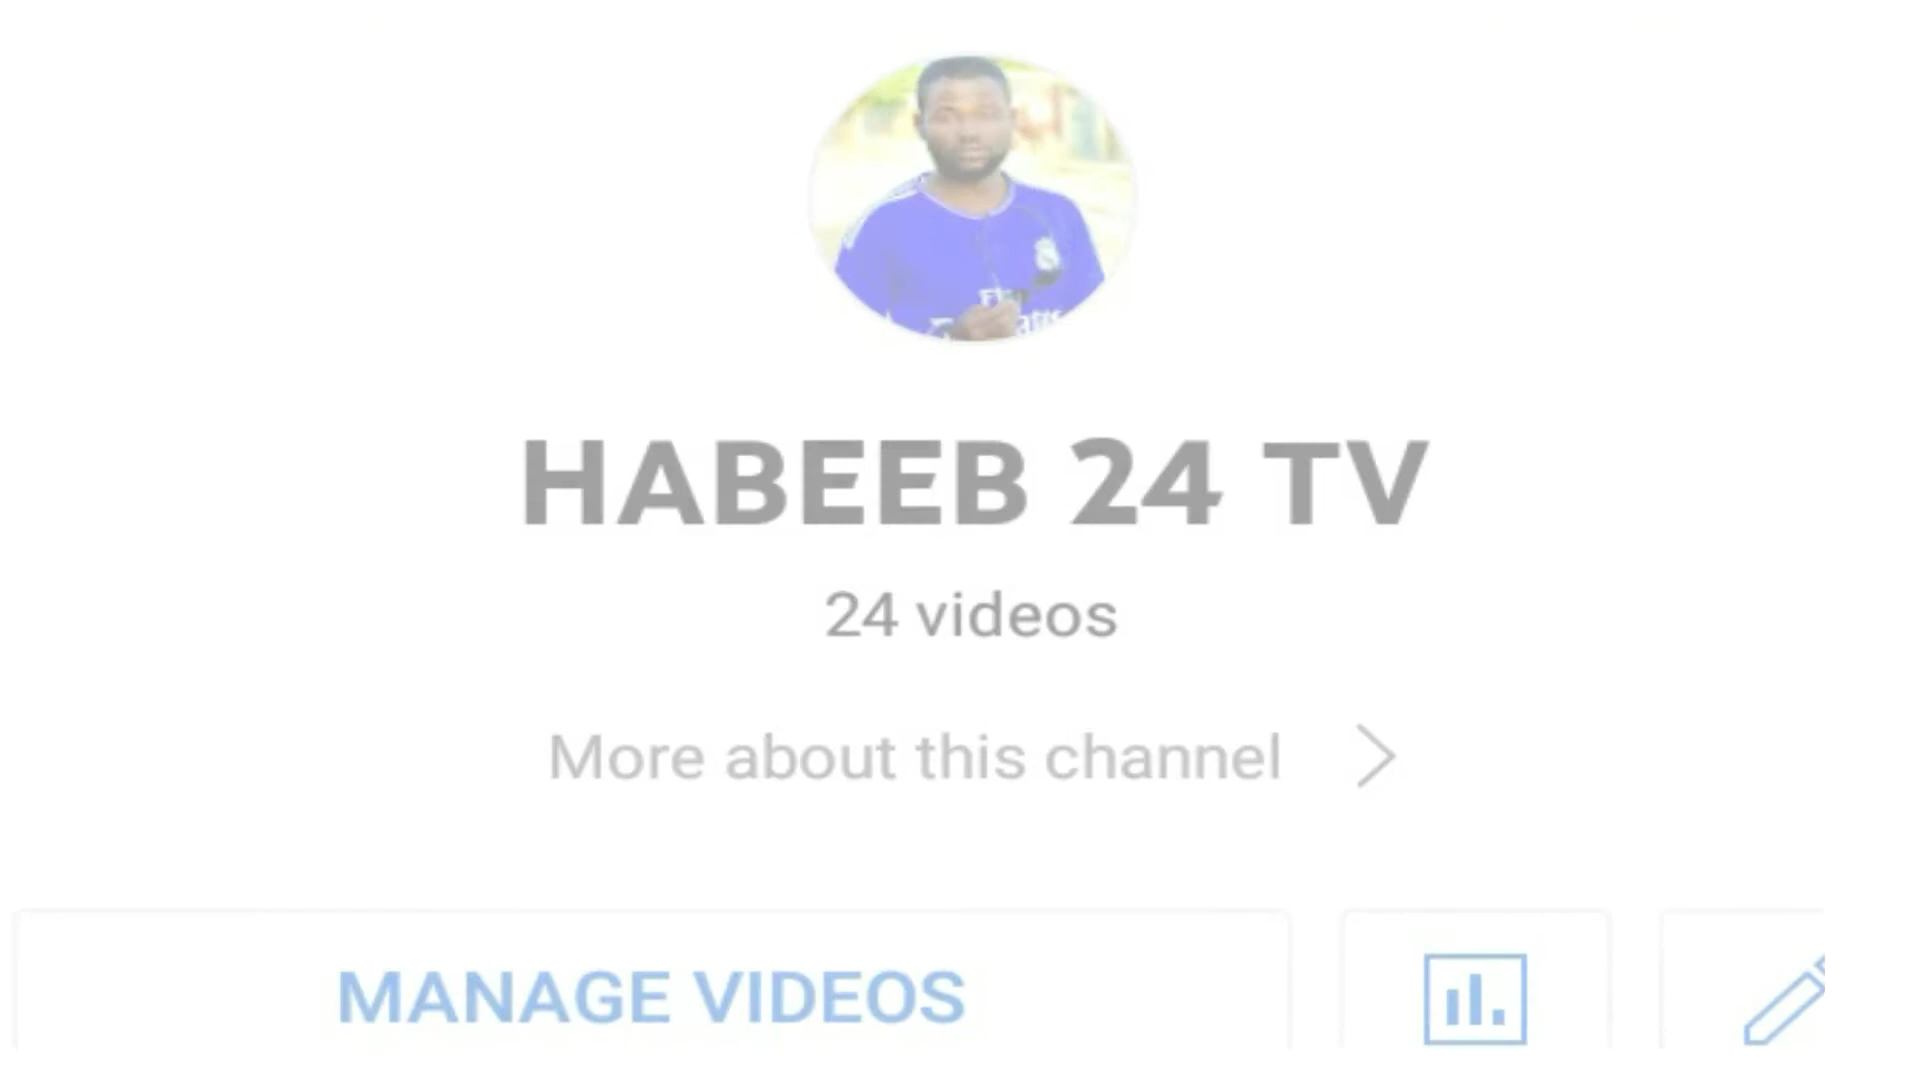 HABEEB 24 TV
24 videos
More about this channel
MANAGE VIDEOS